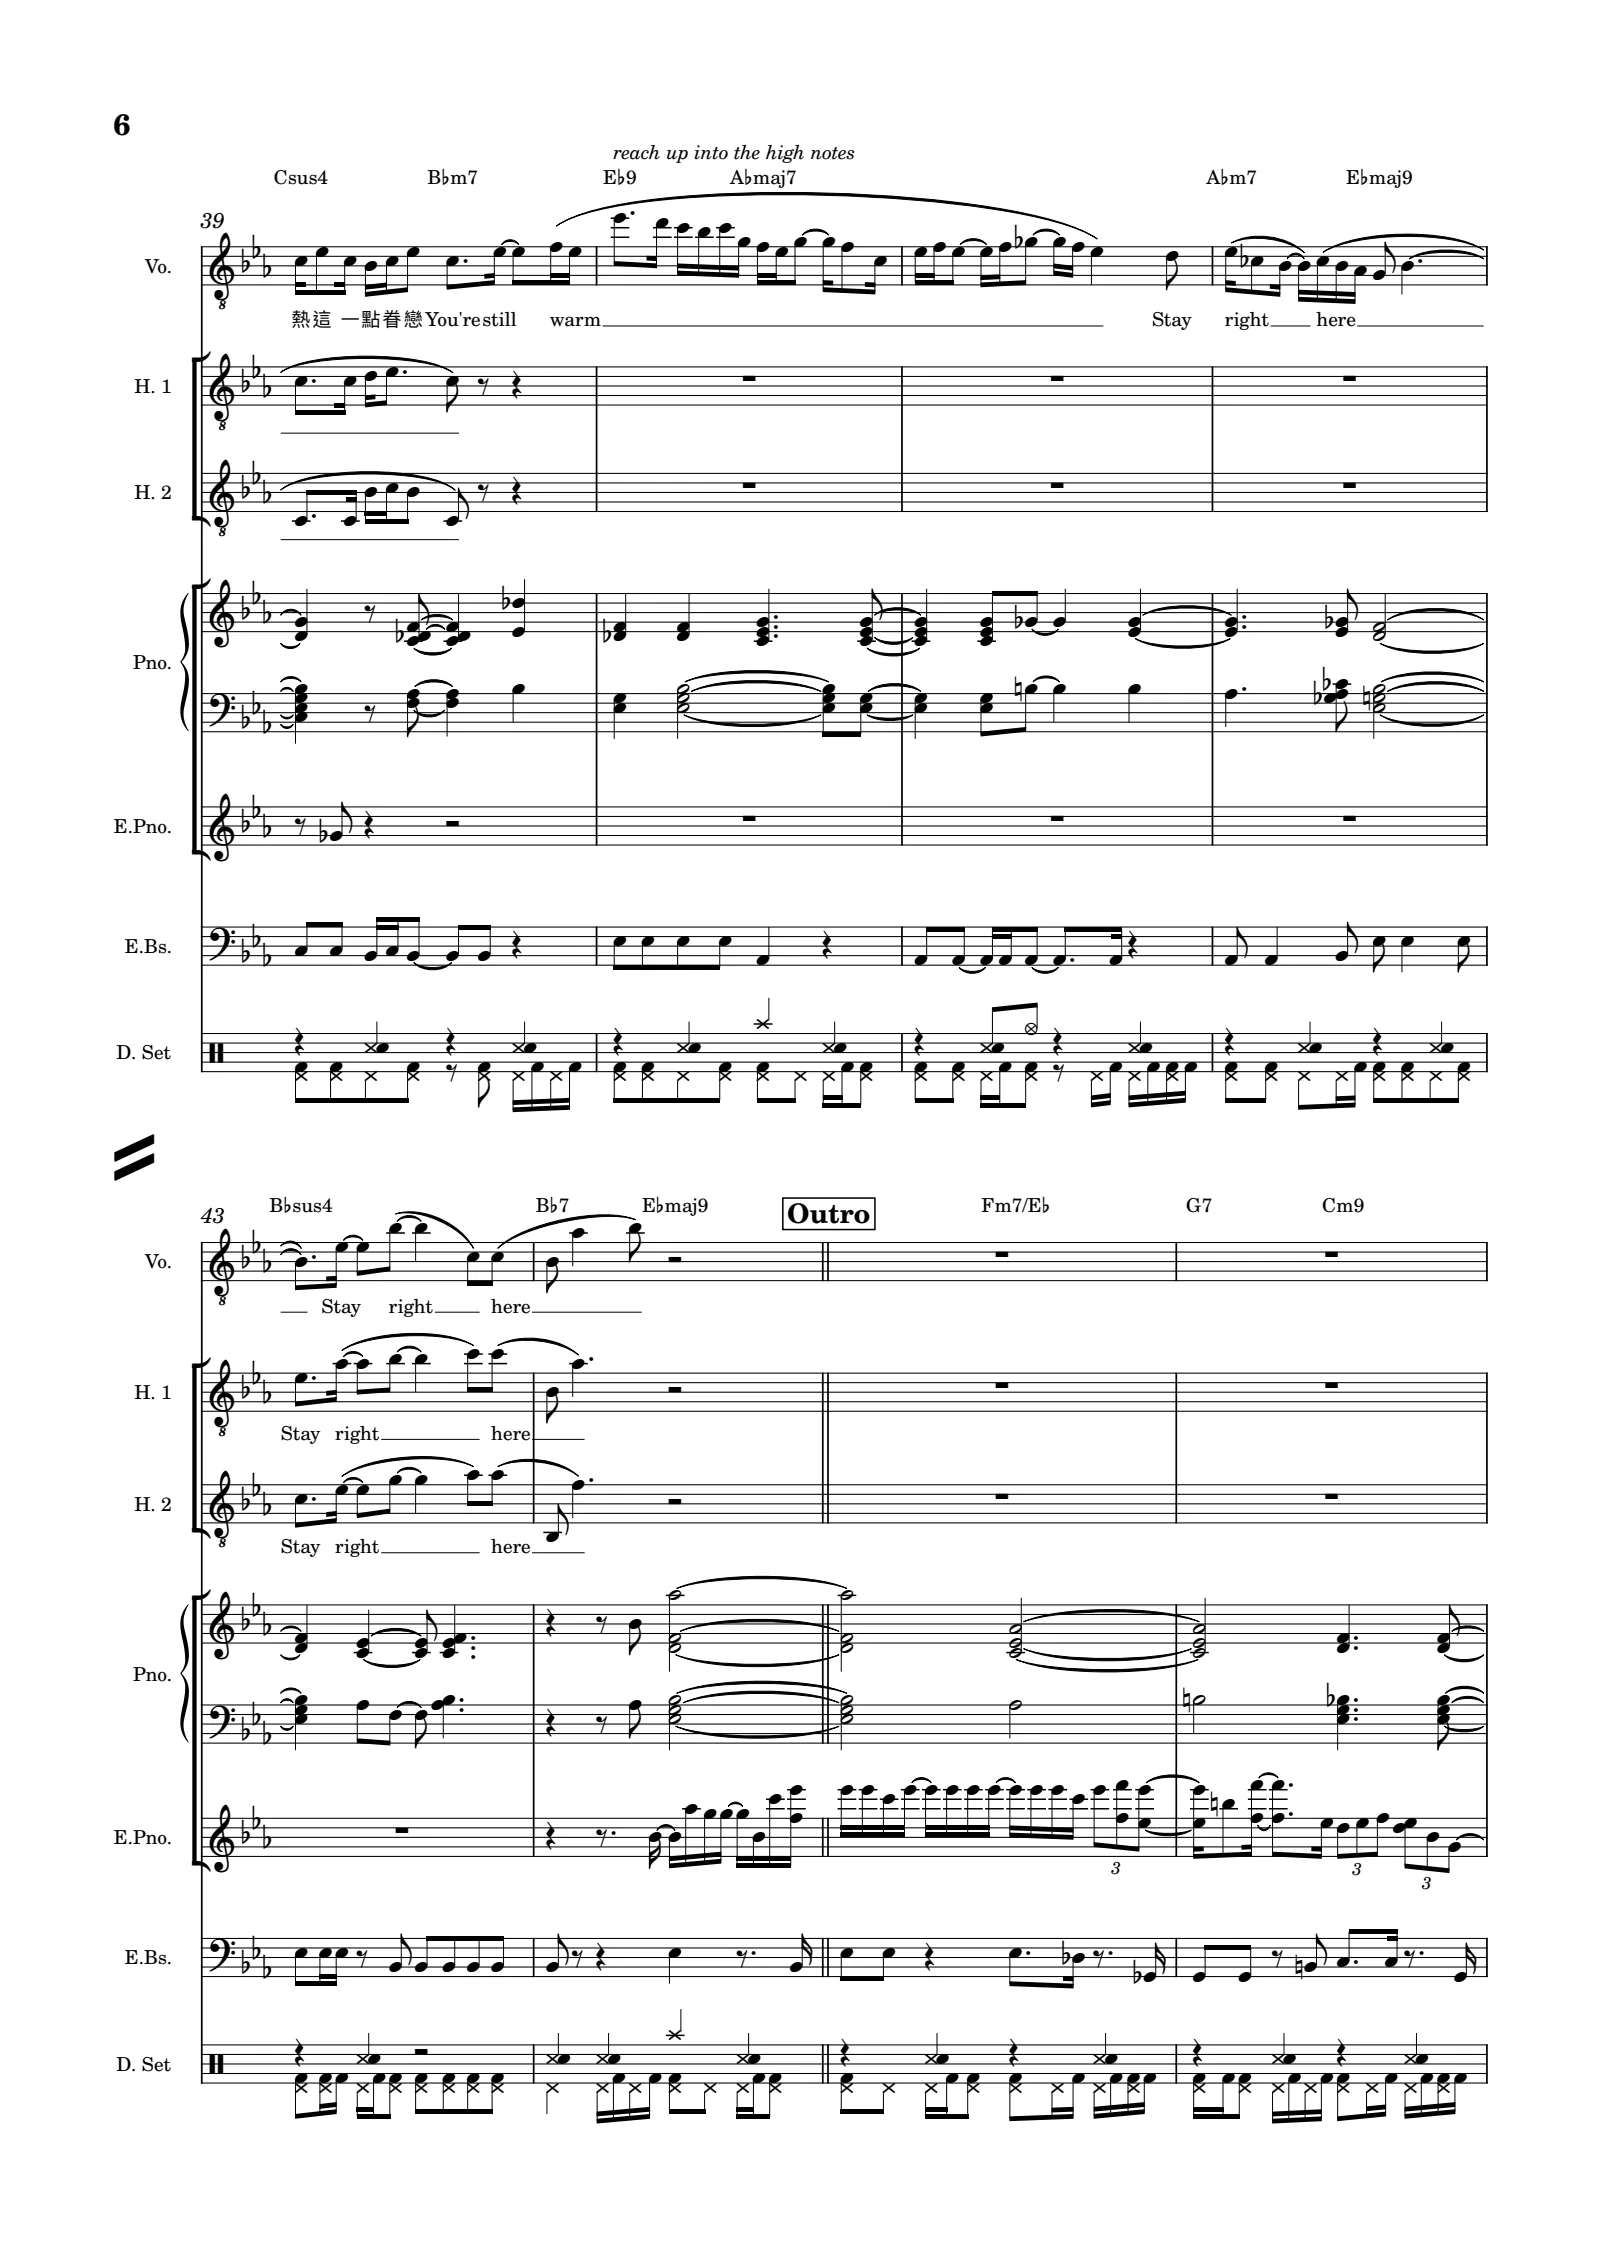 6
reach up into the high notes
Csus4 B♭m7 E♭9 A♭maj7 A♭m7 E♭maj9
39
Vo.
熱這 一點眷戀 You're still warm Stay right here
H. 1
H. 2
Pno.
E.Pno.
E.Bs.
D. Set
B♭sus4 B♭7 E♭maj9 Outro Fm7/E♭ G7 Cm9
43
Vo.
Stay right here
H. 1
Stay right here
H. 2
Stay right here
Pno.
E.Pno.
3 3 3
E.Bs.
D. Set